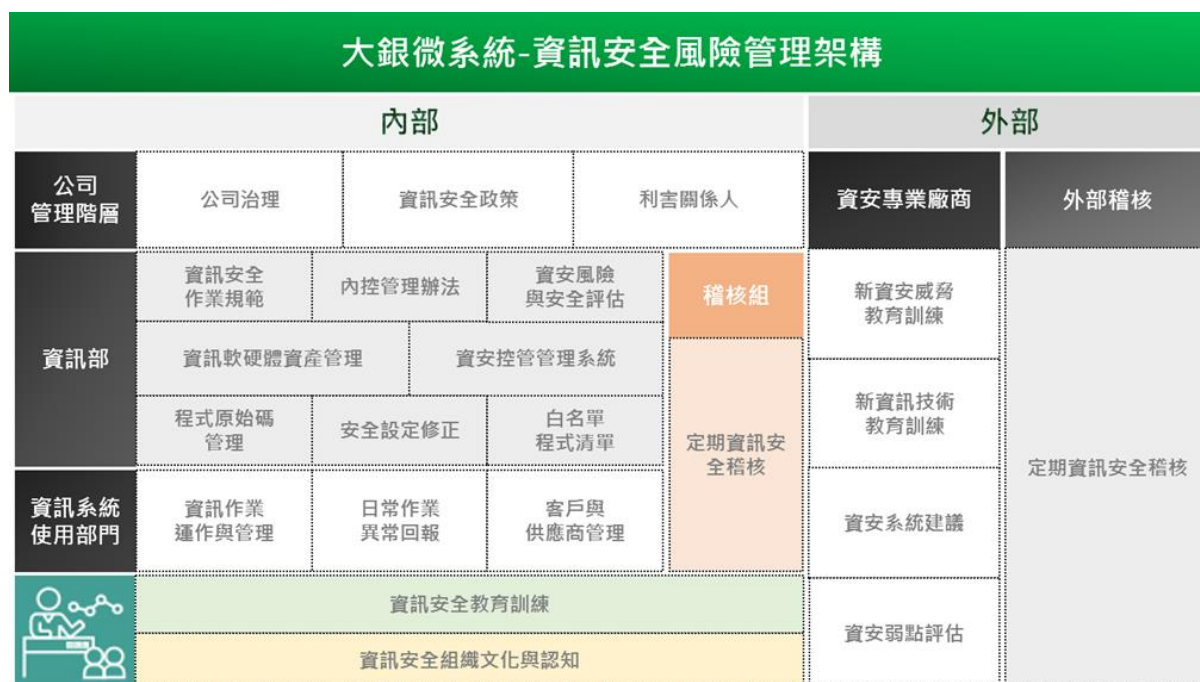 大銀微系統-資訊安全風險管理架構
內部
外部
公司
管理階層
公司治理
資訊安全政策
利害關係人
資安專業廠商
外部稽核
資訊部
資訊安全
作業規範
內控管理辦法
資安風險
與安全評估
稽核組
新資安威脅
教育訓練
資訊軟硬體資產管理
資安控管管理系統
程式原始碼
管理
安全設定修正
白名單
程式清單
定期資訊安
全稽核
新資訊技術
教育訓練
定期資訊安全稽核
資訊系統
使用部門
資訊作業
運作與管理
日常作業
異常回報
客戶與
供應商管理
資安系統建議
資訊安全教育訓練
資訊安全組織文化與認知
資安弱點評估